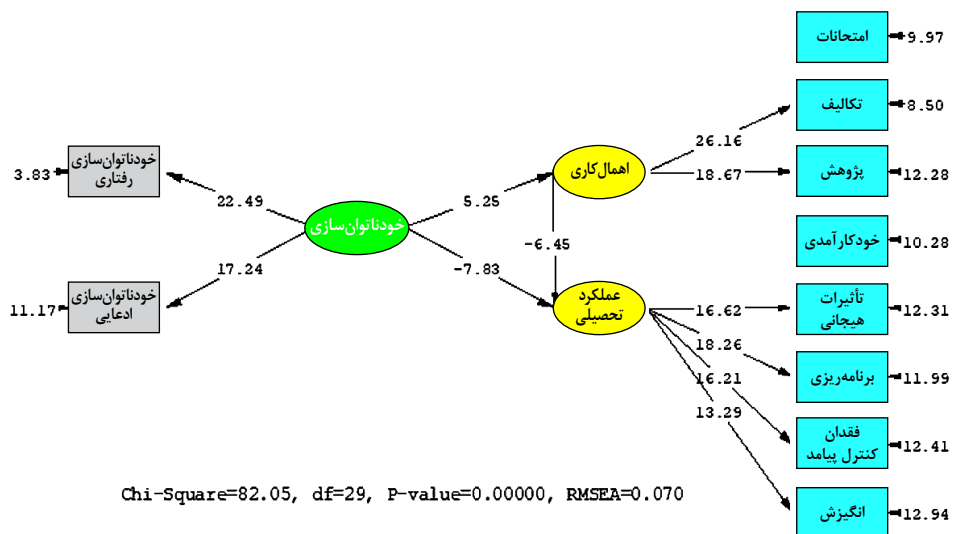 امتحانات
9.97
تکالیف
8.50
26.16
خودناتوان‌سازی
رفتاری
3.83
22.49
اهمال‌کاری
5.25
18.67
پژوهش
12.28
خودناتوان‌سازی
-6.45
خودکارآمدی
10.28
17.24
-7.83
خودناتوان‌سازی
ادعایی
11.17
عملکرد
تحصیلی
16.62
تأثیرات
هیجانی
12.31
18.26
برنامه‌ریزی
11.99
16.21
13.29
فقدان
کنترل پیامد
12.41
انگیزش
12.94
Chi-Square=82.05, df=29, P-value=0.00000, RMSEA=0.070